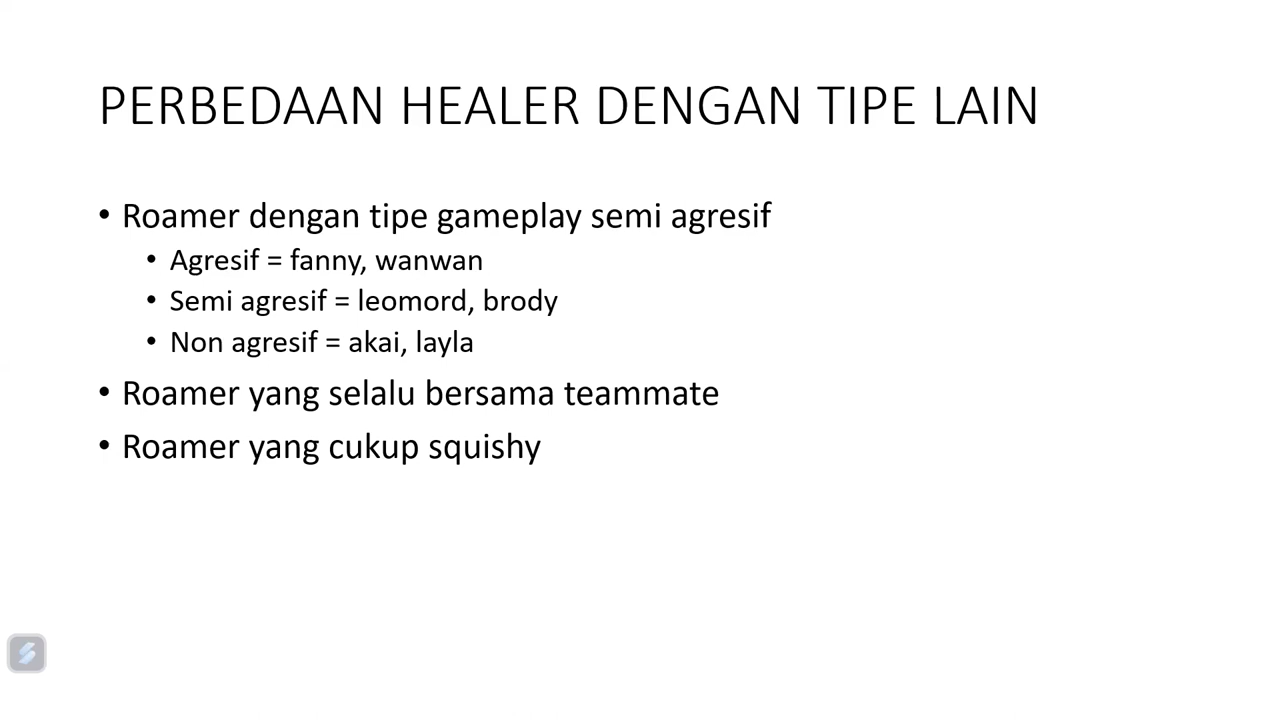 PERBEDAAN HEALER DENGAN TIPE LAIN
• Roamer dengan tipe gameplay semi agresif
• Agresif = fanny, wanwan
• Semi agresif = leomord, brody
• Non agresif = akai, layla
• Roamer yang selalu bersama teammate
• Roamer yang cukup squishy